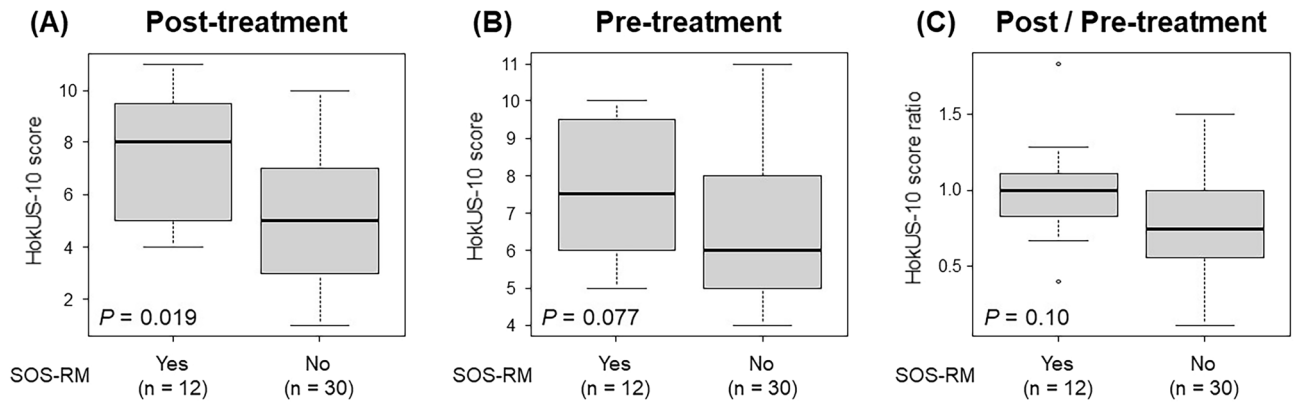 (A) Post-treatment
HokUS-10 score
10
8
6
4
2
P = 0.019
SOS-RM
Yes
(n = 12)
No
(n = 30)
(B) Pre-treatment
HokUS-10 score
11
10
9
8
7
6
5
4
P = 0.077
SOS-RM
Yes
(n = 12)
No
(n = 30)
(C) Post / Pre-treatment
HokUS-10 score ratio
1.5
1.0
0.5
P = 0.10
SOS-RM
Yes
(n = 12)
No
(n = 30)